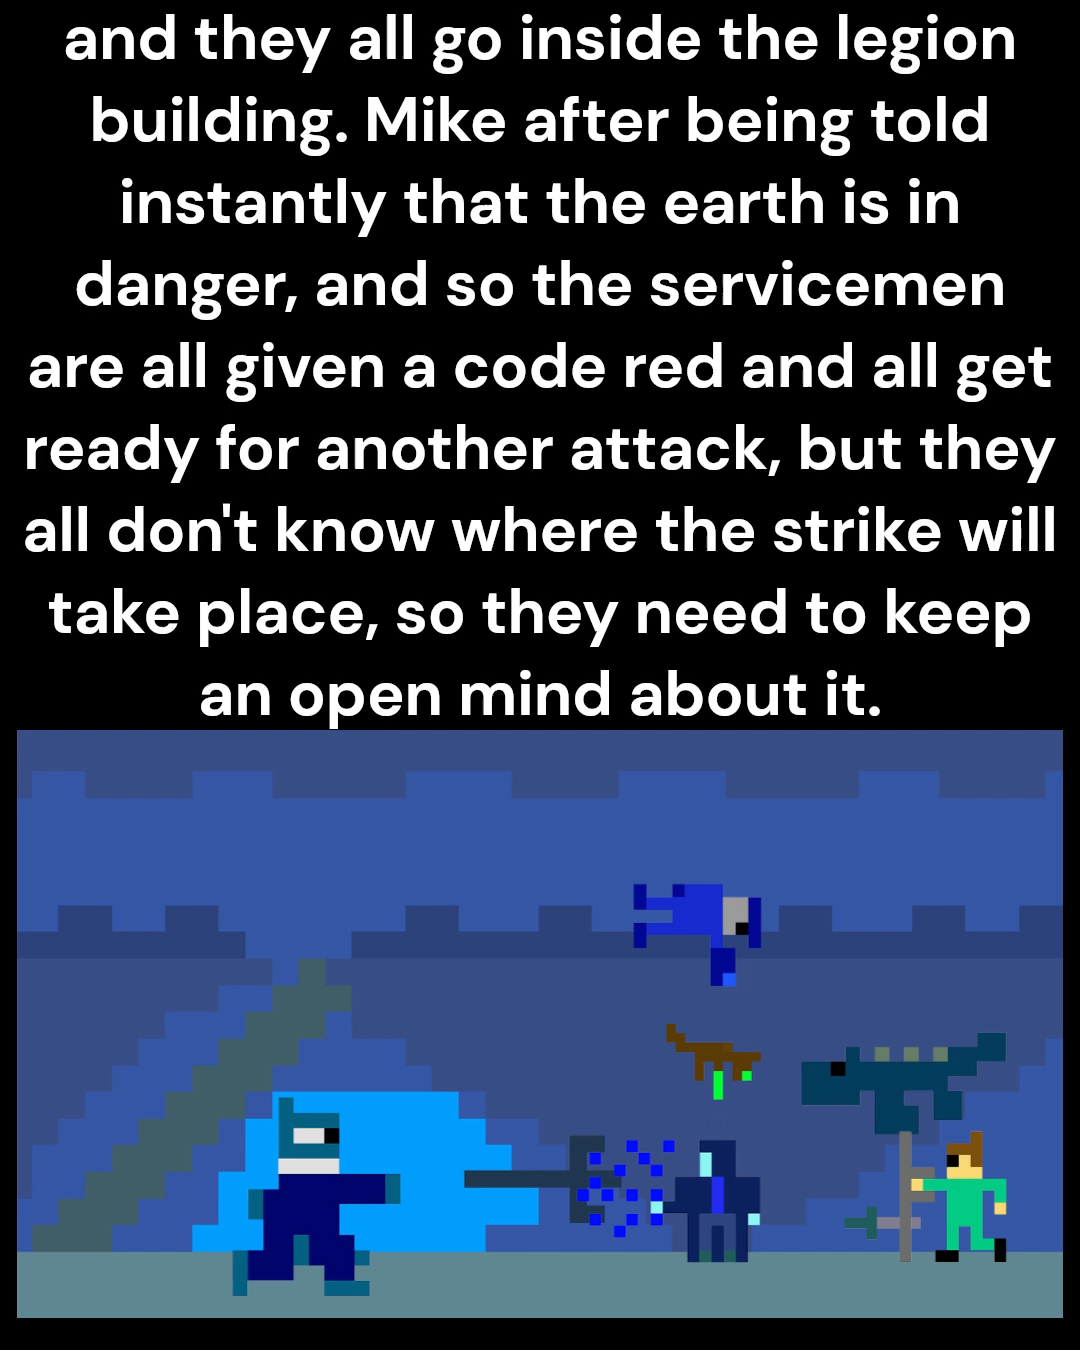 and they all go inside the legion
building. Mike after being told
instantly that the earth is in
danger, and so the servicemen
are all given a code red and all get
ready for another attack, but they
all don't know where the strike will
take place, so they need to keep
an open mind about it.